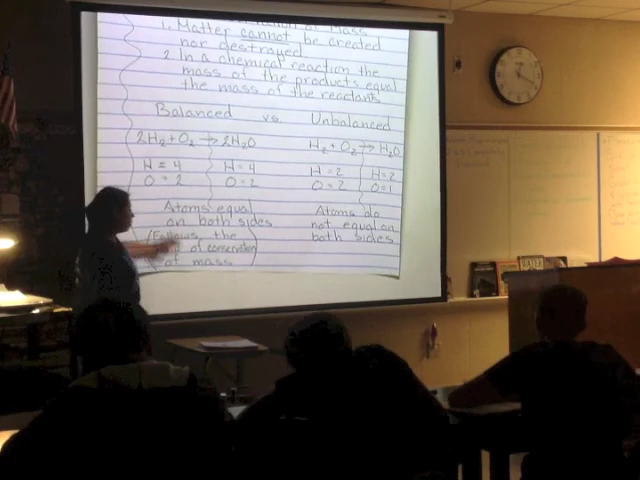 1. Matter cannot be created
nor destroyed
2. In a chemical reaction the
mass of the products equal
the mass of the reactants
Balanced vs. Unbalanced
2H₂+O₂ → 2H₂O H₂+O₂ → H₂O
H = 4 H = 4 H = 2 H = 2
O = 2 O = 2 O = 2 O = 1
Atoms equal
on both sides
(Follows the
of conservation
of mass
Atoms do
not equal on
both sides